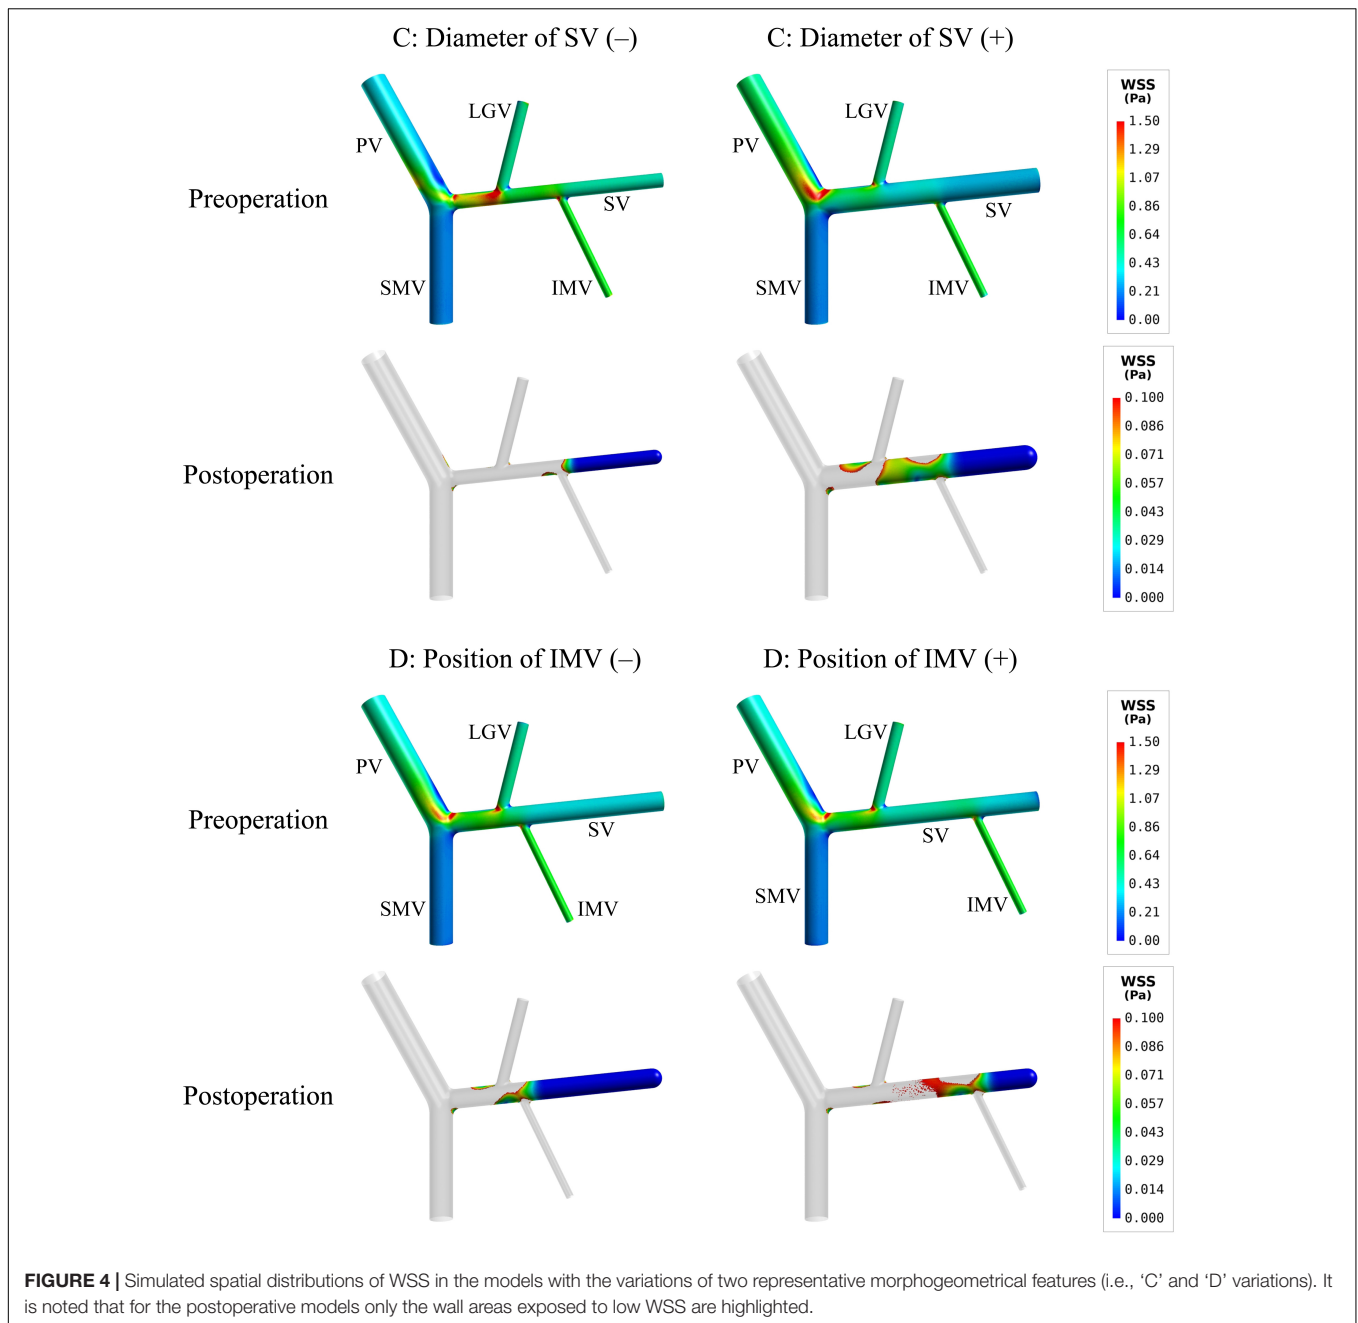 C: Diameter of SV (–)
C: Diameter of SV (+)
Preoperation
PV
LGV
SV
SMV
IMV
PV
LGV
SV
SMV
IMV
WSS
(Pa)
1.50
1.29
1.07
0.86
0.64
0.43
0.21
0.00
Postoperation
WSS
(Pa)
0.100
0.086
0.071
0.057
0.043
0.029
0.014
0.000
D: Position of IMV (–)
D: Position of IMV (+)
Preoperation
PV
LGV
SV
SMV
IMV
PV
LGV
SV
SMV
IMV
WSS
(Pa)
1.50
1.29
1.07
0.86
0.64
0.43
0.21
0.00
Postoperation
WSS
(Pa)
0.100
0.086
0.071
0.057
0.043
0.029
0.014
0.000
FIGURE 4 | Simulated spatial distributions of WSS in the models with the variations of two representative morphogeometrical features (i.e., ‘C’ and ‘D’ variations). It
is noted that for the postoperative models only the wall areas exposed to low WSS are highlighted.